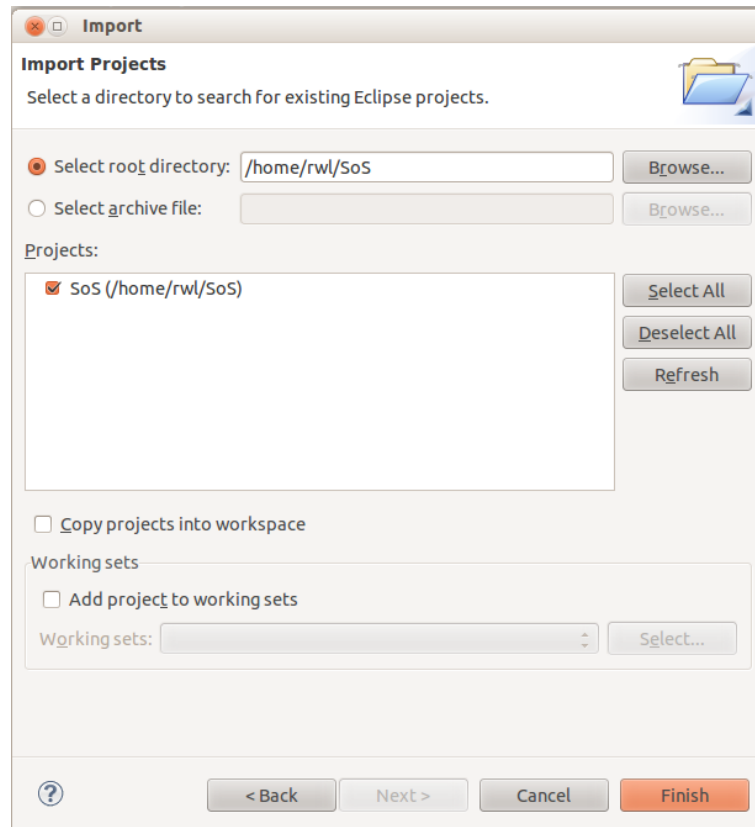 Import
Import Projects
Select a directory to search for existing Eclipse projects.
Select root directory: /home/rwl/SoS Browse...
Select archive file: Browse...
Projects:
SoS (/home/rwl/SoS)
Select All
Deselect All
Refresh
Copy projects into workspace
Working sets
Add project to working sets
Working sets: Select...
? < Back Next > Cancel Finish